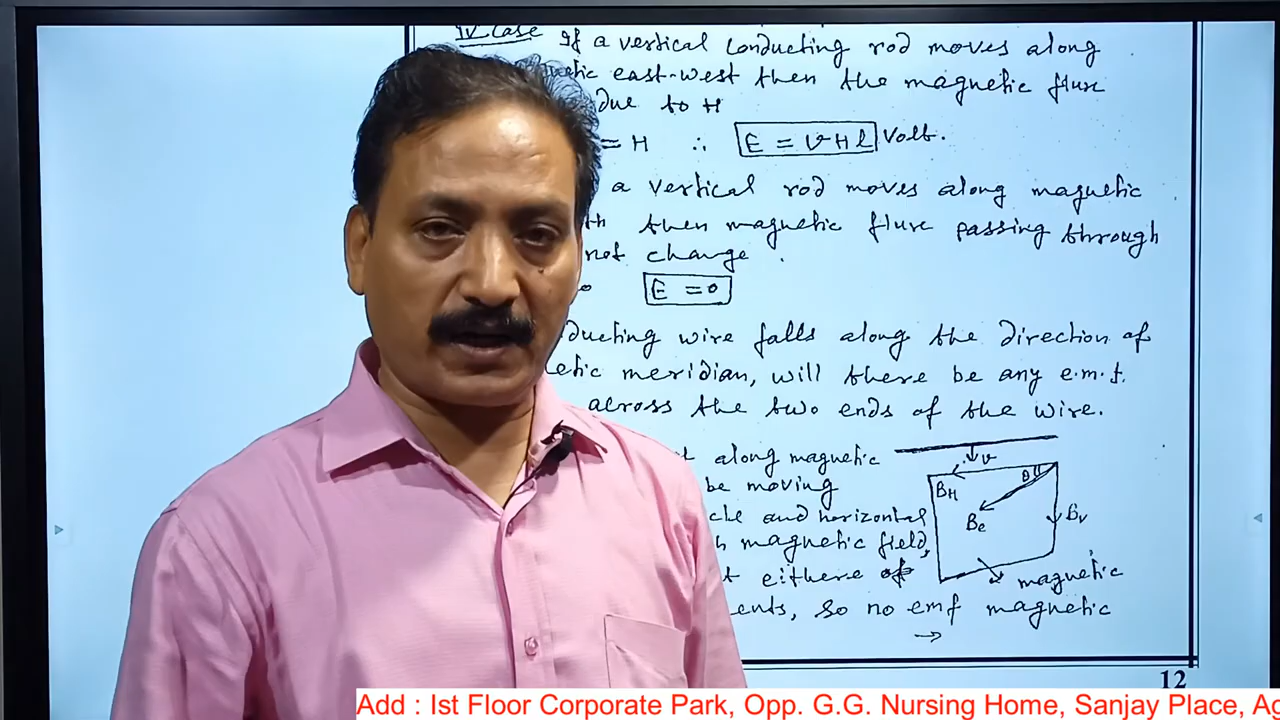 IV Case If a vertical conducting rod moves along
east-west then the magnetic flux
due to H
= H ∴ E = vHl Volt.
a vertical rod moves along magnetic
then magnetic flux passing through
not change .
E = 0
ducting wire falls along the direction of
etic meridian, will there be any e.m.f.
across the two ends of the wire.
along magnetic
v
be moving
BH
θ
cle and horizontal
Be
Bv
magnetic field,
either of
magnetic
ents, so no emf magnetic
→
12
Add : Ist Floor Corporate Park, Opp. G.G. Nursing Home, Sanjay Place, Ag